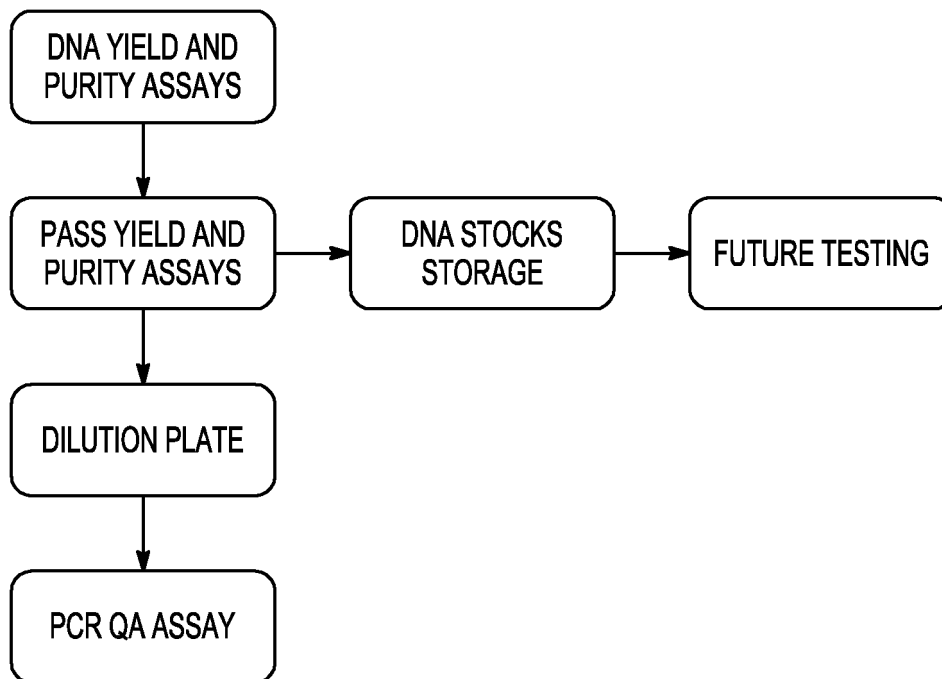 DNA YIELD AND
PURITY ASSAYS
PASS YIELD AND
PURITY ASSAYS
DNA STOCKS
STORAGE
FUTURE TESTING
DILUTION PLATE
PCR QA ASSAY